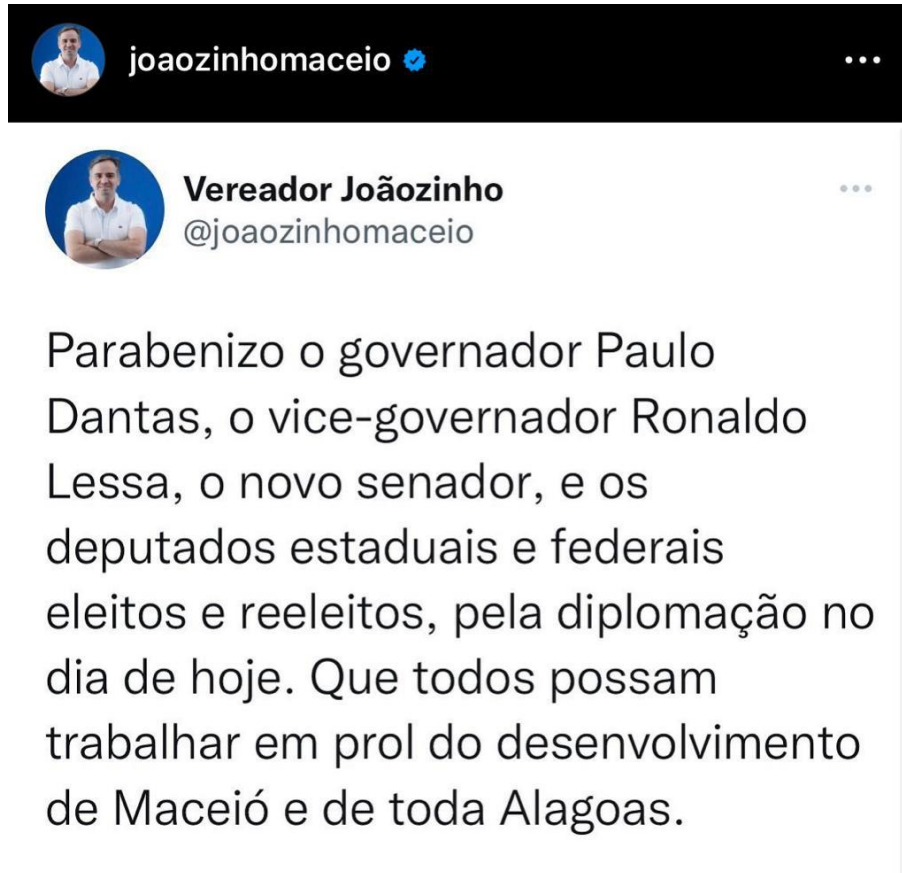 joaozinhomaceio
Vereador Joãozinho
@joaozinhomaceio
Parabenizo o governador Paulo
Dantas, o vice-governador Ronaldo
Lessa, o novo senador, e os
deputados estaduais e federais
eleitos e reeleitos, pela diplomação no
dia de hoje. Que todos possam
trabalhar em prol do desenvolvimento
de Maceió e de toda Alagoas.